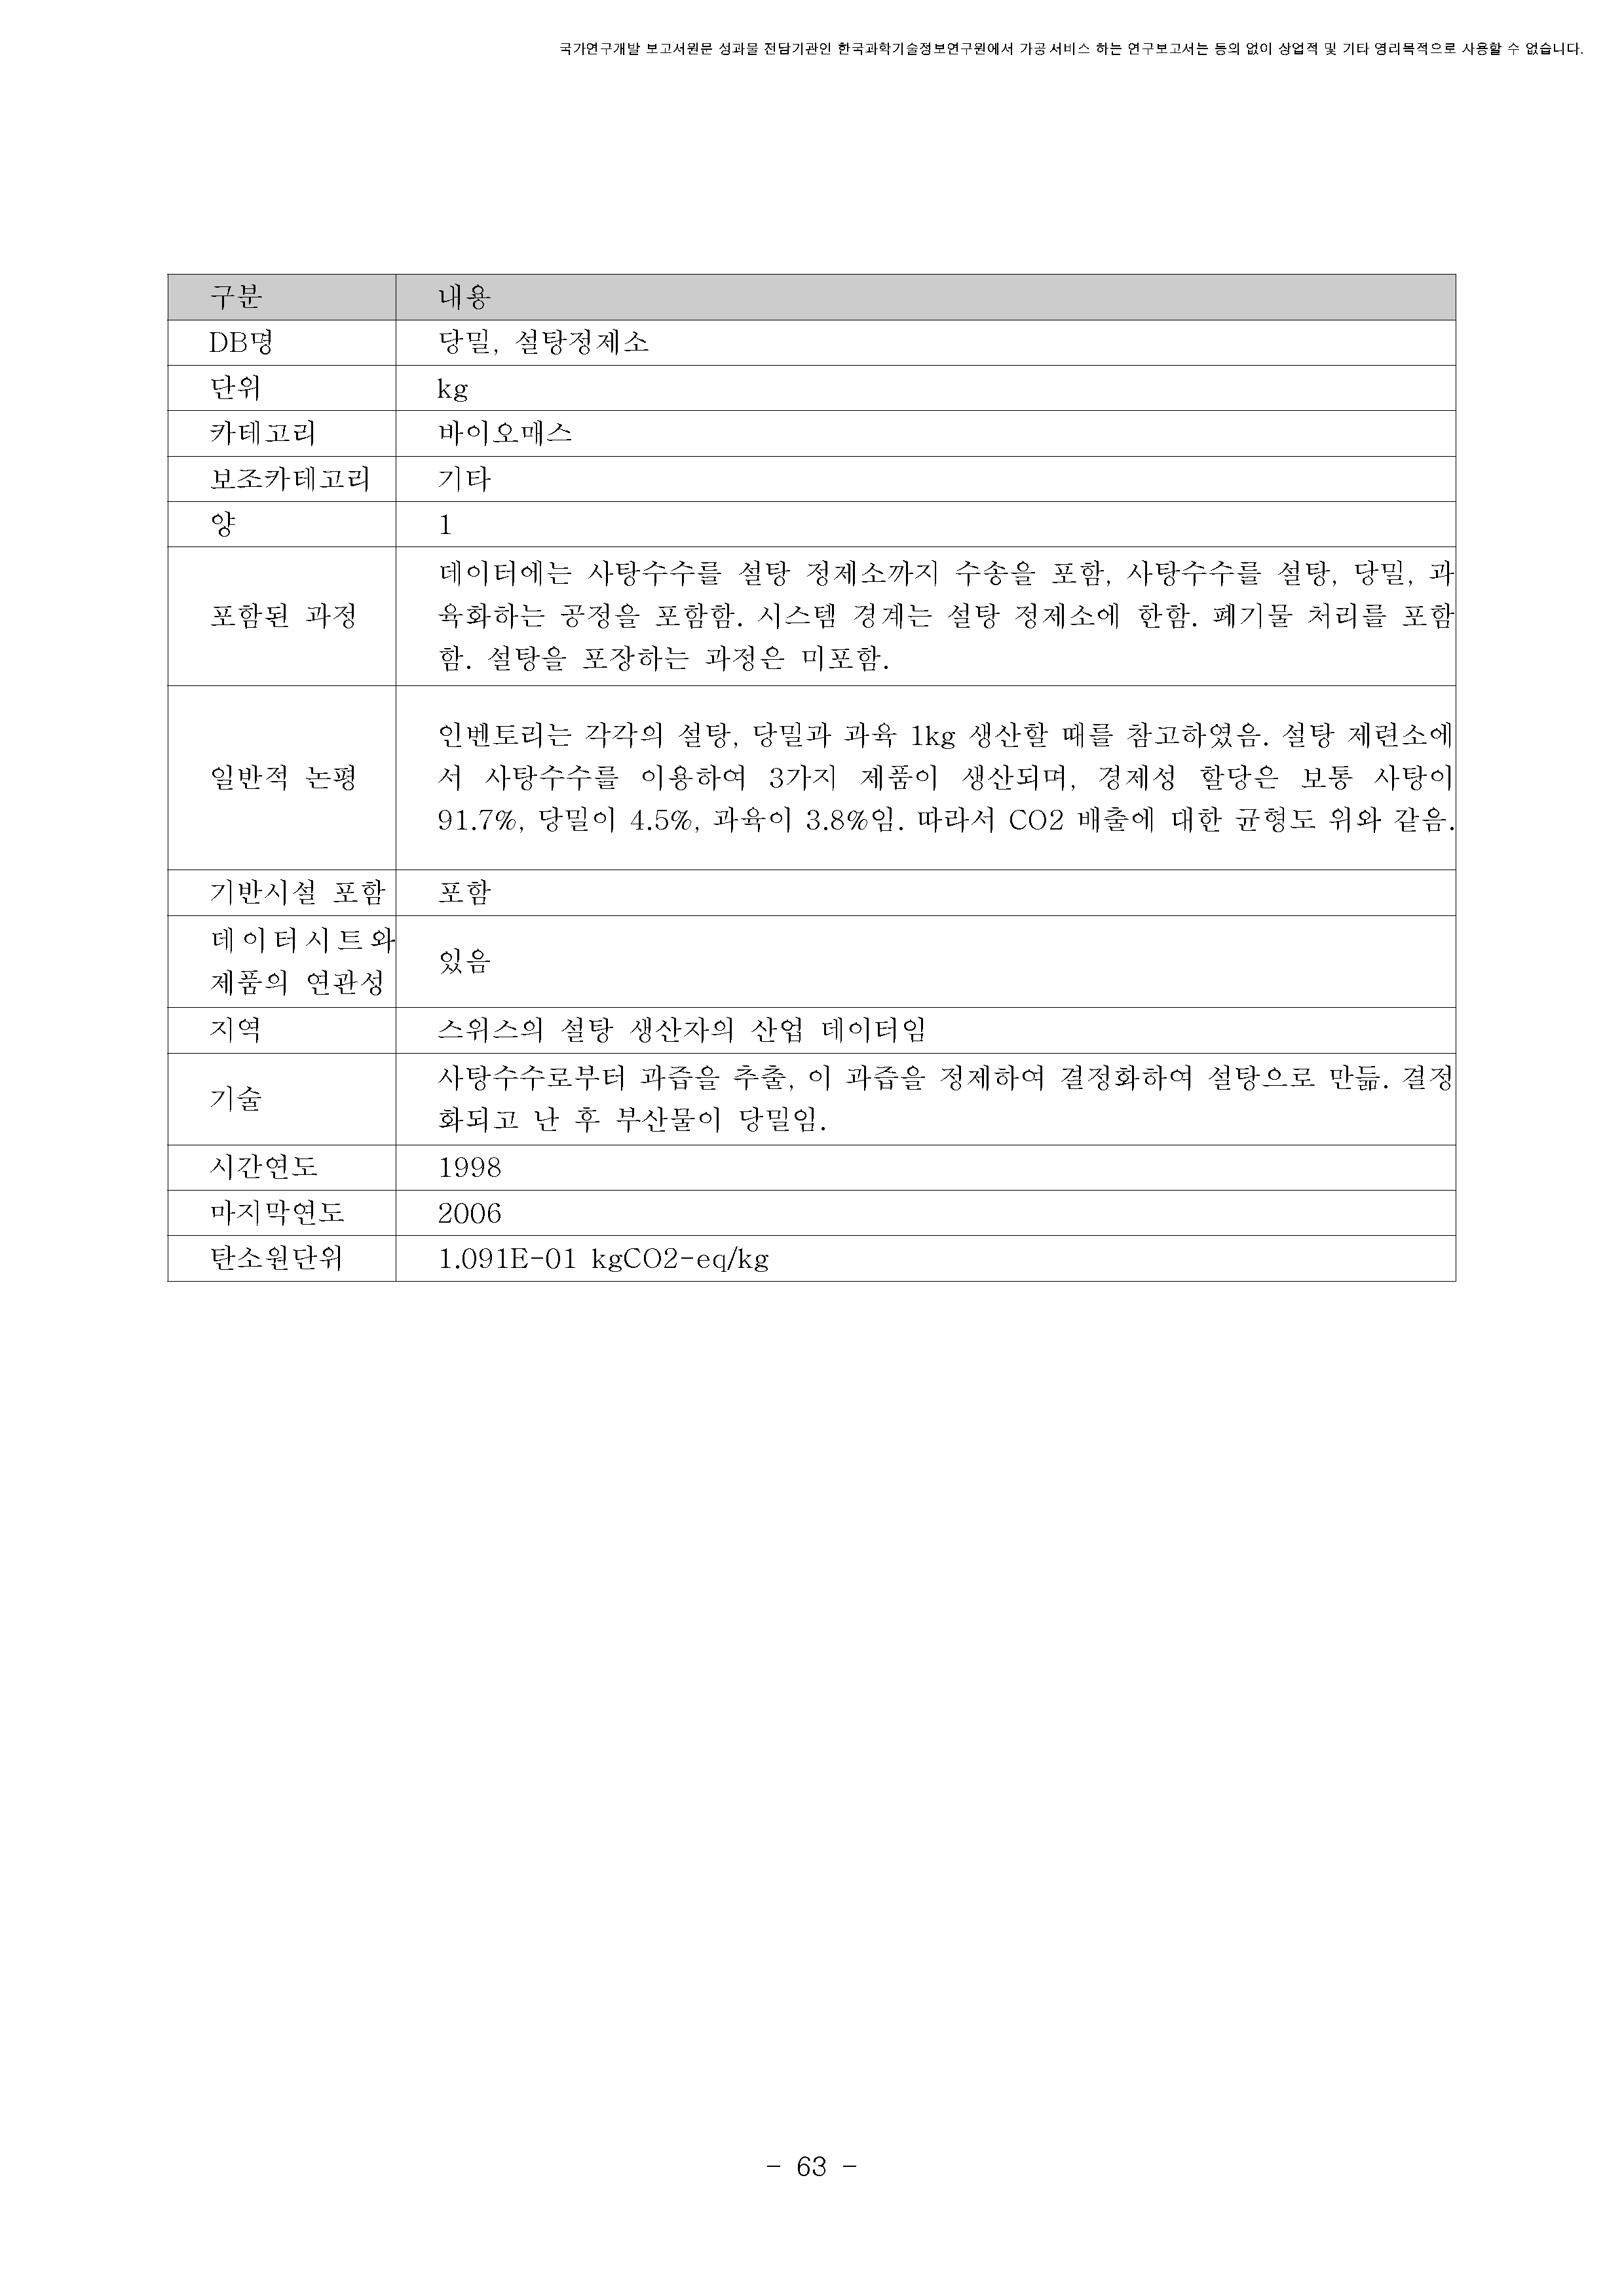 국가연구개발 보고서원문 성과물 전담기관인 한국과학기술정보연구원에서 가공·서비스 하는 연구보고서는 동의 없이 상업적 및 기타 영리목적으로 사용할 수 없습니다.
구분 내용
DB명 당밀, 설탕정제소
단위 kg
카테고리 바이오매스
보조카테고리 기타
양 1
데이터에는 사탕수수를 설탕 정제소까지 수송을 포함, 사탕수수를 설탕, 당밀, 과
포함된 과정 육화하는 공정을 포함함. 시스템 경계는 설탕 정제소에 한함. 폐기물 처리를 포함
함. 설탕을 포장하는 과정은 미포함.
인벤토리는 각각의 설탕, 당밀과 과육 1kg 생산할 때를 참고하였음. 설탕 제련소에
일반적 논평 서 사탕수수를 이용하여 3가지 제품이 생산되며, 경제성 할당은 보통 사탕이
91.7%, 당밀이 4.5%, 과육이 3.8%임. 따라서 CO2 배출에 대한 균형도 위와 같음.
기반시설 포함 포함
데이터시트와
제품의 연관성 있음
지역 스위스의 설탕 생산자의 산업 데이터임
기술 사탕수수로부터 과즙을 추출, 이 과즙을 정제하여 결정화하여 설탕으로 만듦. 결정
화되고 난 후 부산물이 당밀임.
시간연도 1998
마지막연도 2006
탄소원단위 1.091E-01 kgCO2-eq/kg
- 63 -